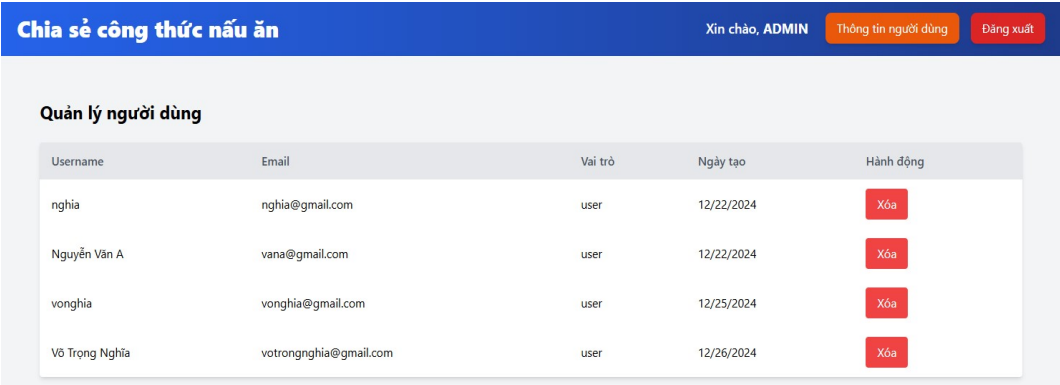 Chia sẻ công thức nấu ăn Xin chào, ADMIN Thông tin người dùng Đăng xuất
Quản lý người dùng
Username Email Vai trò Ngày tạo Hành động
nghia nghia@gmail.com user 12/22/2024 Xóa
Nguyễn Văn A vana@gmail.com user 12/22/2024 Xóa
vonghia vonghia@gmail.com user 12/25/2024 Xóa
Võ Trọng Nghĩa votrongnghia@gmail.com user 12/26/2024 Xóa